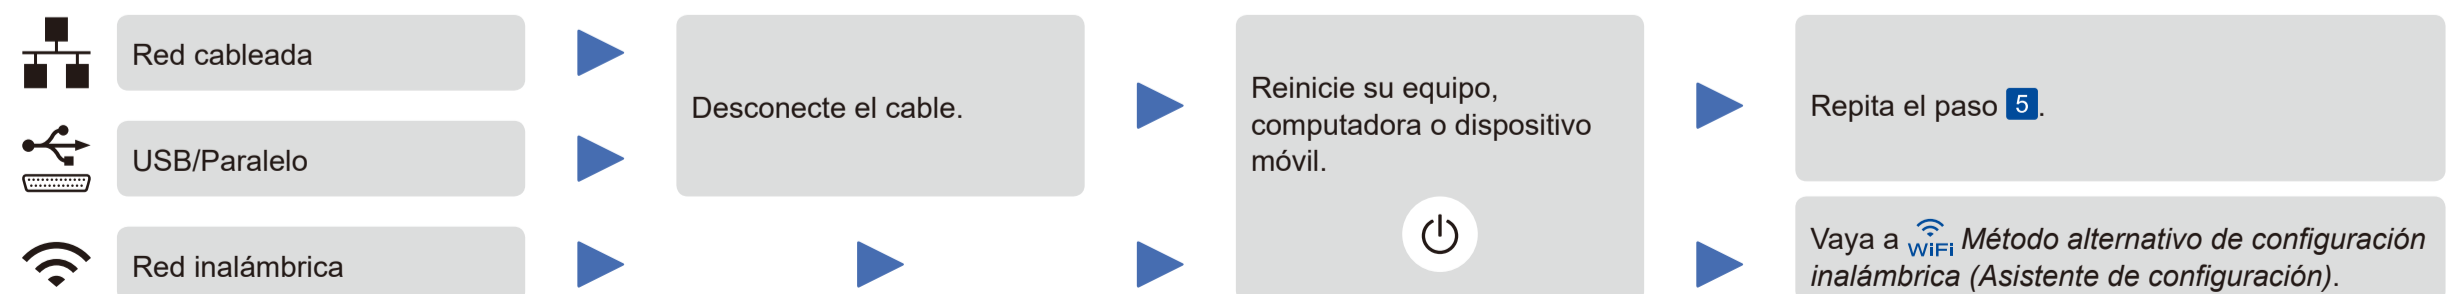 Red cableada
USB/Paralelo
Red inalámbrica
Desconecte el cable.
Reinicie su equipo,
computadora o dispositivo
móvil.
Repita el paso 5.
Vaya a WiFi Método alternativo de configuración
inalámbrica (Asistente de configuración).